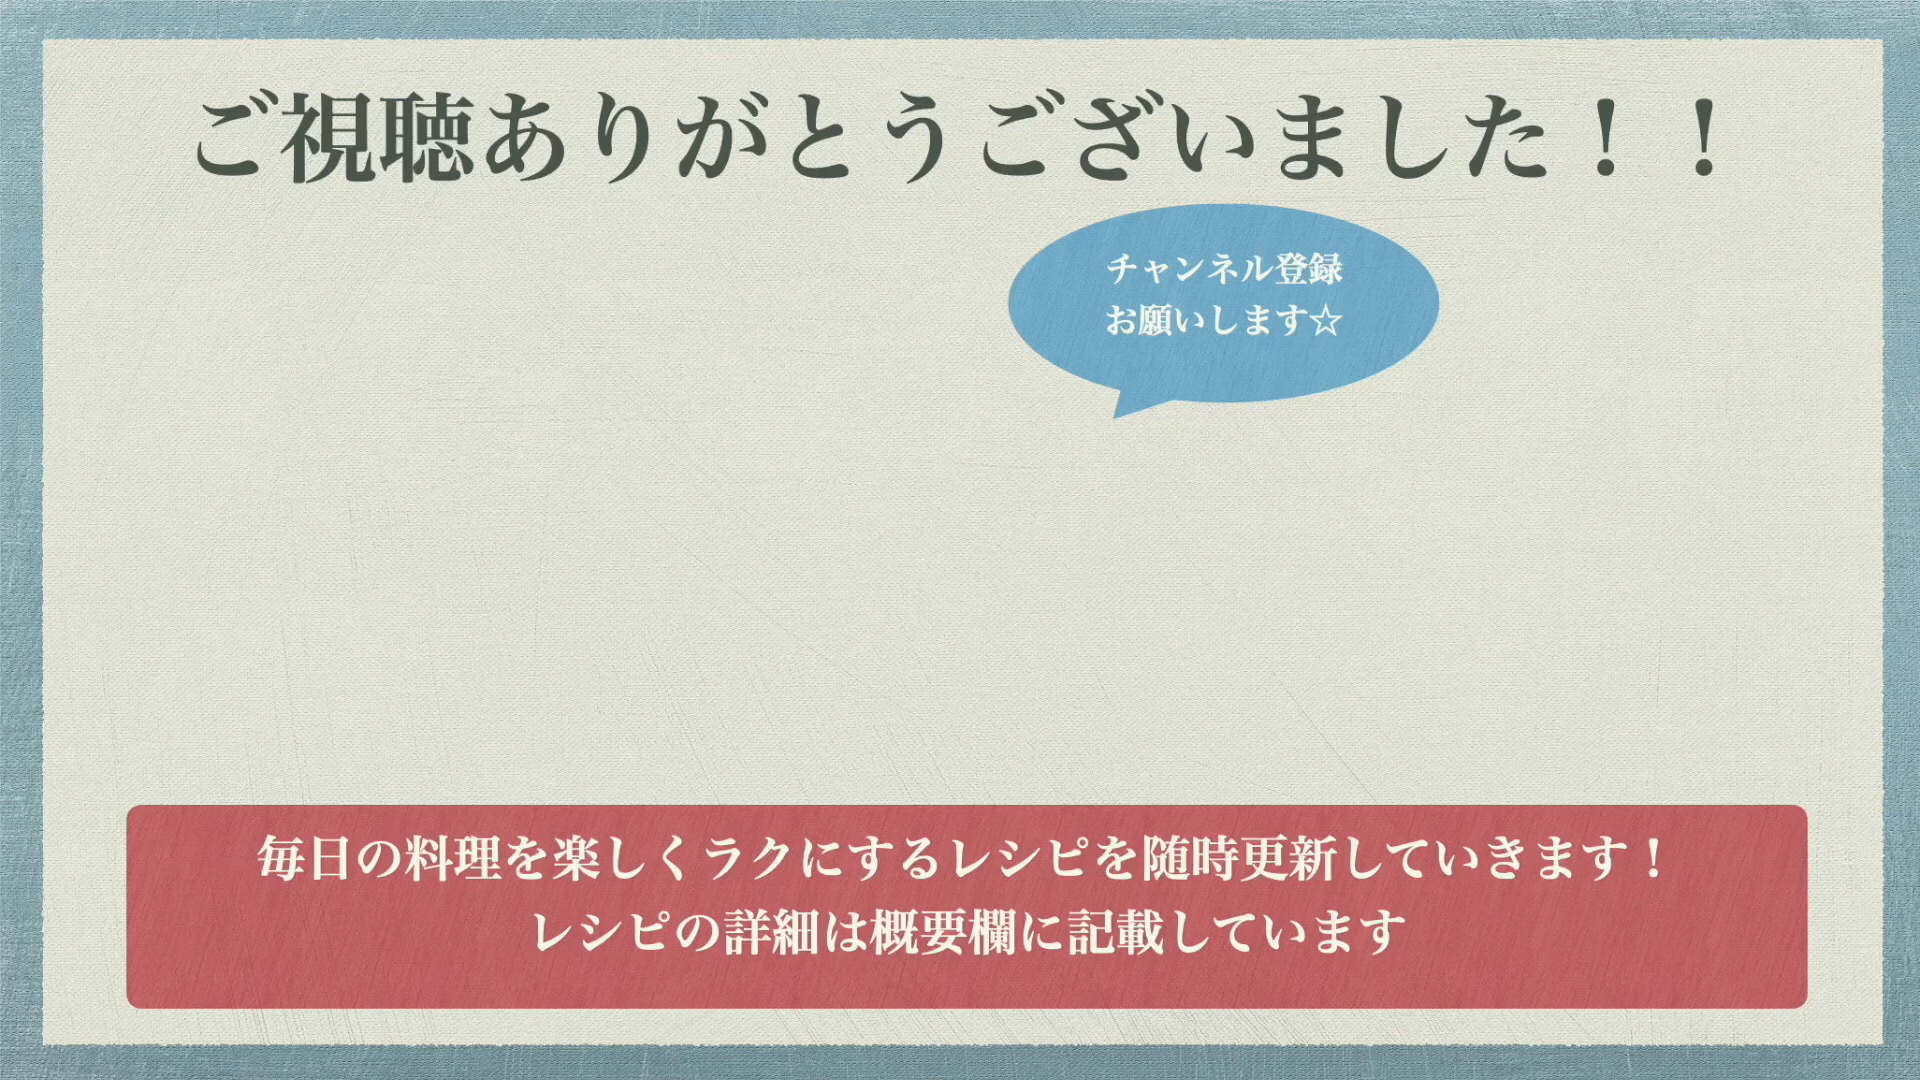 ご視聴ありがとうございました！！
チャンネル登録
お願いします☆
毎日の料理を楽しくラクにするレシピを随時更新していきます！
レシピの詳細は概要欄に記載しています